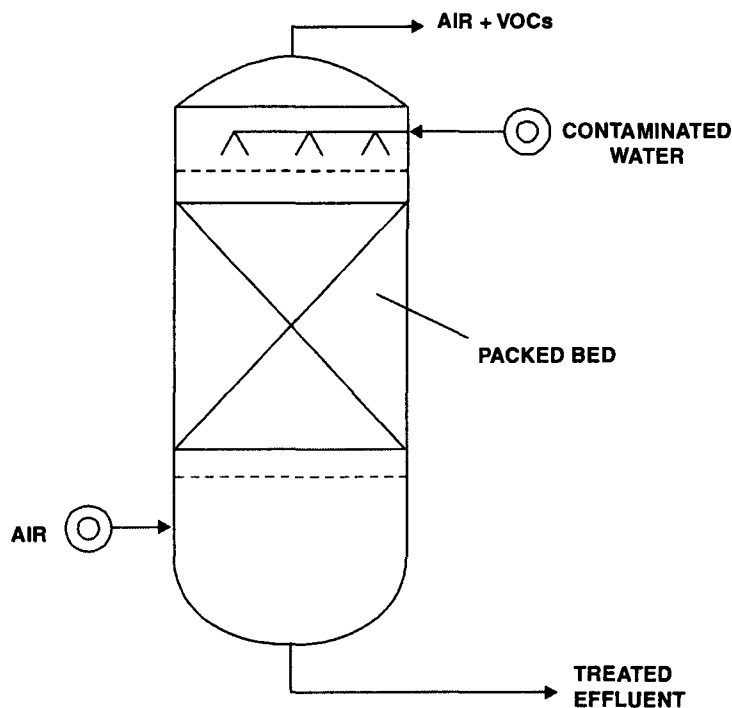 AIR + VOCs
CONTAMINATED
WATER
PACKED BED
AIR
TREATED
EFFLUENT